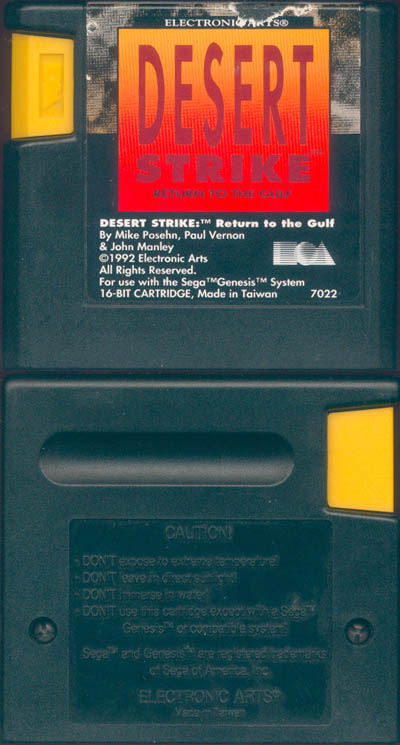 ELECTRONIC ARTS®
DESERT
STRIKE™
RETURN TO THE GULF
DESERT STRIKE:™ Return to the Gulf
By Mike Posehn, Paul Vernon
& John Manley
©1992 Electronic Arts
All Rights Reserved.
For use with the Sega™Genesis™ System
16-BIT CARTRIDGE, Made in Taiwan 7022
CAUTION!
- DON'T expose to extreme temperature!
- DON'T leave in direct sunlight!
- DON'T immerse in water!
- DON'T use this cartridge except with a Sega™
Genesis™ or compatible system!
Sega™ and Genesis™ are registered trademarks
of Sega of America, Inc.
ELECTRONIC ARTS®
Made in Taiwan